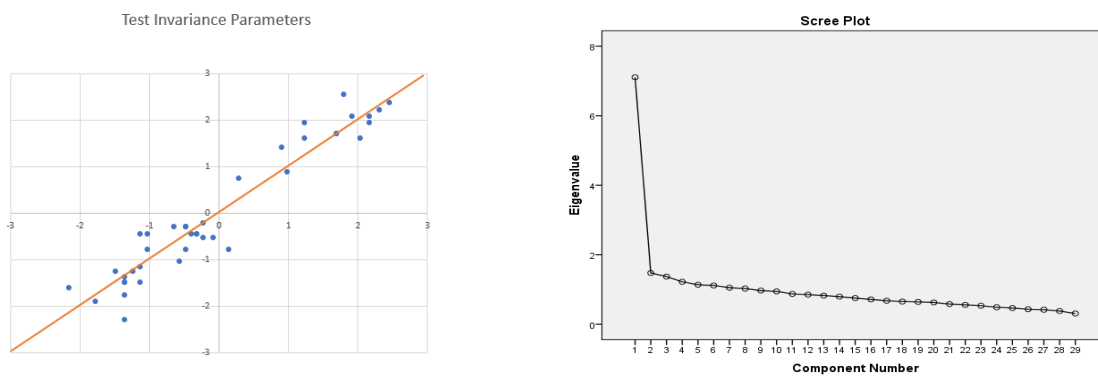 Test Invariance Parameters
3
2
1
0
-3 -2 -1 0 1 2 3
-1
-2
-3
Scree Plot
8
6
4
2
0
Eigenvalue
1 2 3 4 5 6 7 8 9 10 11 12 13 14 15 16 17 18 19 20 21 22 23 24 25 26 27 28 29
Component Number